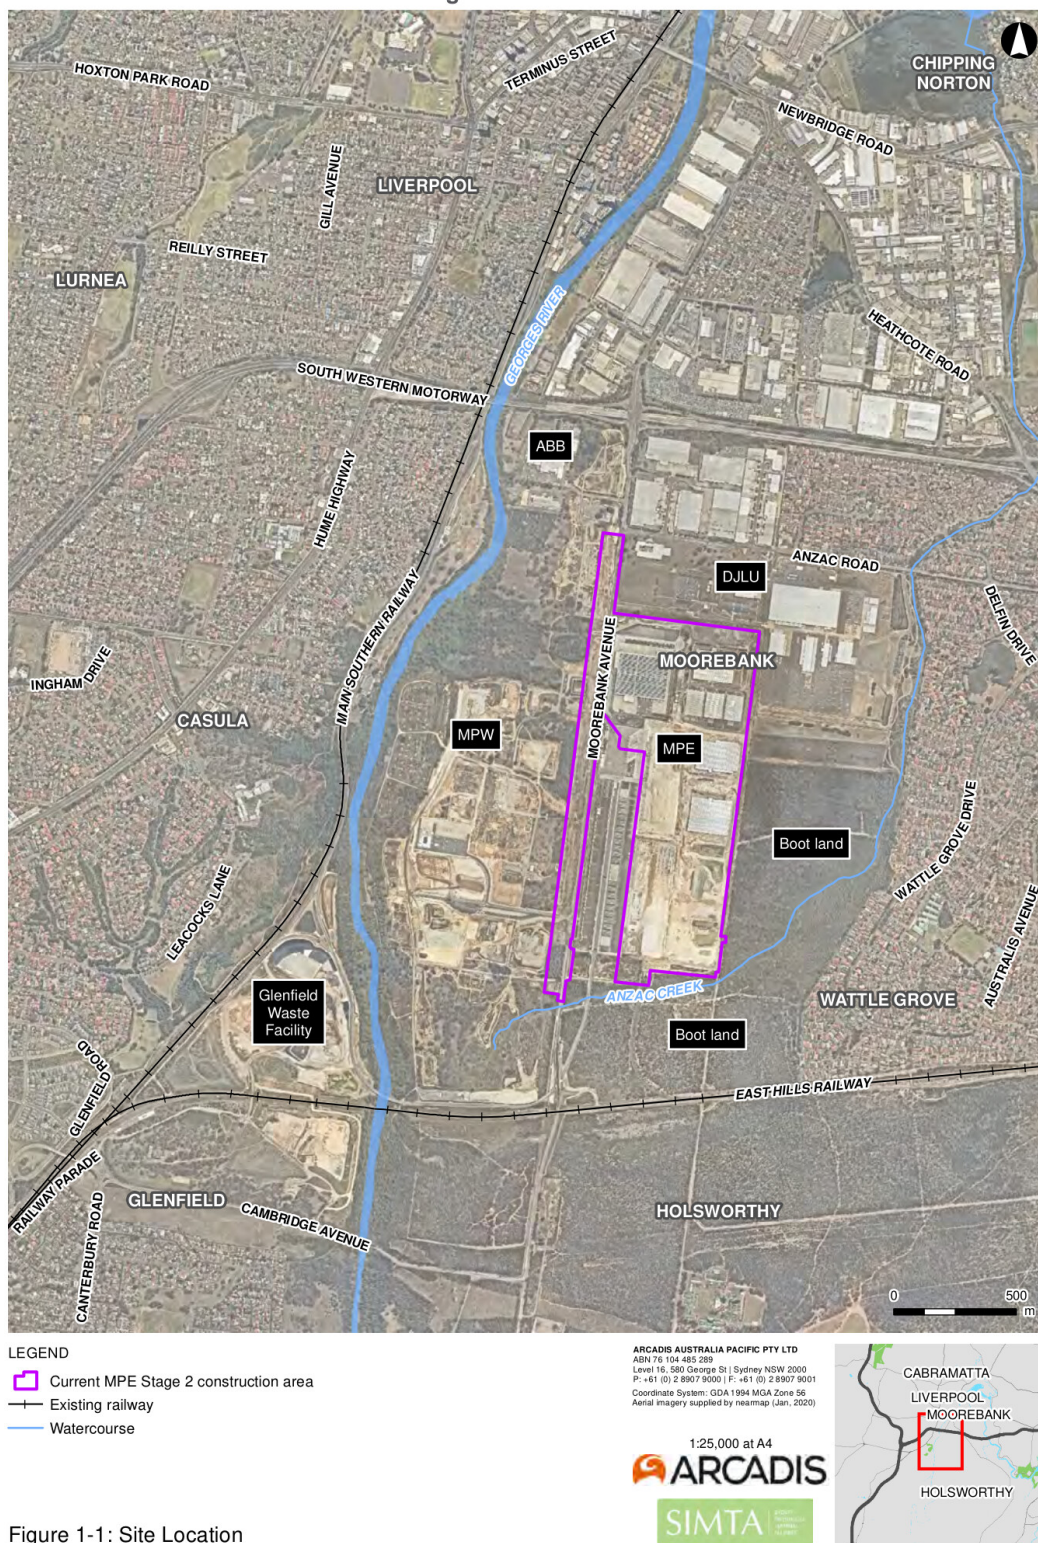 HOXTON PARK ROAD
TERMINUS STREET
CHIPPING
NORTON
NEWBRIDGE ROAD
GILL AVENUE
LIVERPOOL
REILLY STREET
LURNEA
GEORGES RIVER
HEATHCOTE ROAD
SOUTH WESTERN MOTORWAY
ABB
HUME HIGHWAY
ANZAC ROAD
DJLU
MAIN SOUTHERN RAILWAY
DELFIN DRIVE
MOOREBANK AVENUE
MOOREBANK
INGHAM DRIVE
CASULA
MPW
MPE
WATTLE GROVE DRIVE
Boot land
LEACOCKS LANE
AUSTRALIS AVENUE
ANZAC CREEK
WATTLE GROVE
Glenfield
Waste
Facility
Boot land
GLENFIELD ROAD
EAST HILLS RAILWAY
RAILWAY PARADE
GLENFIELD
CANTERBURY ROAD
CAMBRIDGE AVENUE
HOLSWORTHY
0 500
m
LEGEND
Current MPE Stage 2 construction area
Existing railway
Watercourse
ARCADIS AUSTRALIA PACIFIC PTY LTD
ABN 76 104 485 289
Level 16, 580 George St | Sydney NSW 2000
P: +61 (0) 2 8907 9000 | F: +61 (0) 2 8907 9001
Coordinate System: GDA 1994 MGA Zone 56
Aerial imagery supplied by nearmap (Jan, 2020)
1:25,000 at A4
ARCADIS
SIMTA
CABRAMATTA
LIVERPOOL
MOOREBANK
HOLSWORTHY
Figure 1-1: Site Location